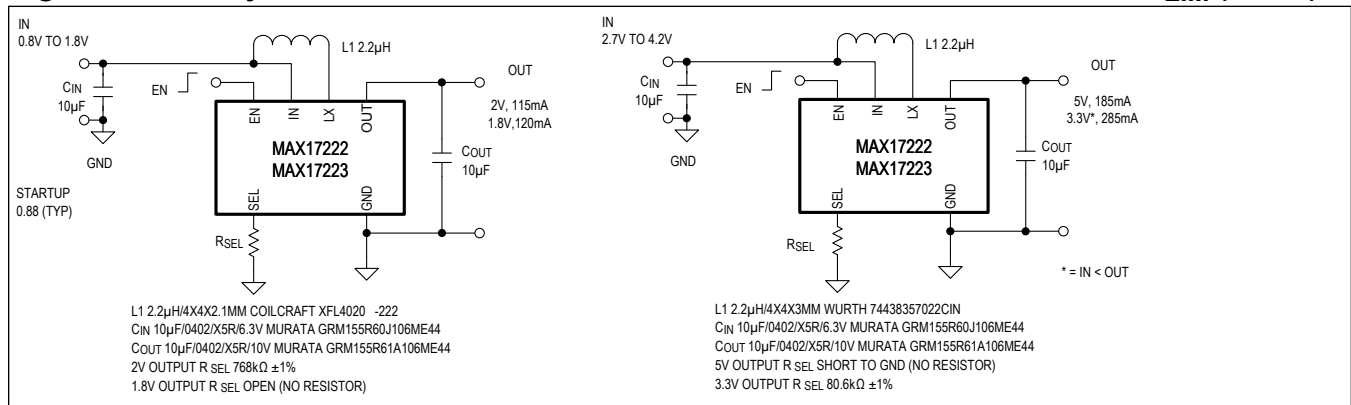 IN
0.8V TO 1.8V
L1 2.2µH
CIN
10µF
EN
OUT
EN
IN
LX
OUT
2V, 115mA
1.8V,120mA
MAX17222
MAX17223
COUT
10µF
GND
STARTUP
0.88 (TYP)
SEL
GND
RSEL
L1 2.2µH/4X4X2.1MM COILCRAFT XFL4020 -222
CIN 10µF/0402/X5R/6.3V MURATA GRM155R60J106ME44
COUT 10µF/0402/X5R/10V MURATA GRM155R61A106ME44
2V OUTPUT R SEL 768kΩ ±1%
1.8V OUTPUT R SEL OPEN (NO RESISTOR)
IN
2.7V TO 4.2V
L1 2.2µH
CIN
10µF
EN
OUT
EN
IN
LX
OUT
5V, 185mA
3.3V*, 285mA
MAX17222
MAX17223
COUT
10µF
GND
SEL
GND
RSEL
* = IN < OUT
L1 2.2µH/4X4X3MM WURTH 74438357022CIN
CIN 10µF/0402/X5R/6.3V MURATA GRM155R60J106ME44
COUT 10µF/0402/X5R/10V MURATA GRM155R61A106ME44
5V OUTPUT R SEL SHORT TO GND (NO RESISTOR)
3.3V OUTPUT R SEL 80.6kΩ ±1%